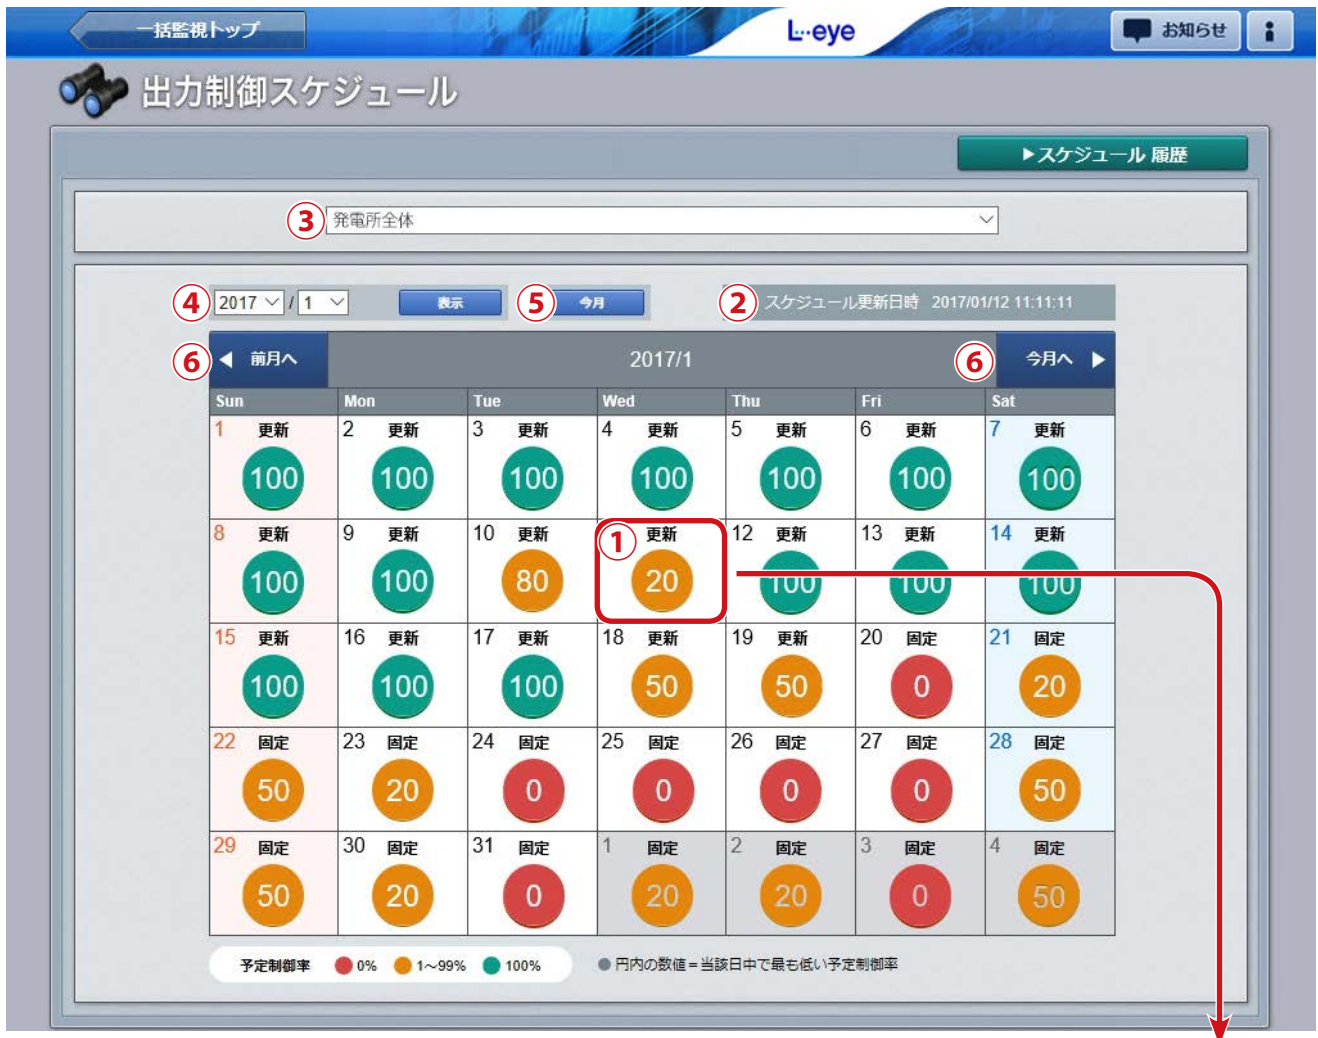 一括監視トップ
L・eye
お知らせ
i
出力制御スケジュール
▶スケジュール 履歴
③ 発電所全体
④ 2017 / 1 表示 ⑤ 今月 ② スケジュール更新日時 2017/01/12 11:11:11
⑥ ◀ 前月へ 2017/1 ⑥ 今月へ ▶
Sun Mon Tue Wed Thu Fri Sat
1 更新 2 更新 3 更新 4 更新 5 更新 6 更新 7 更新
100 100 100 100 100 100 100
8 更新 9 更新 10 更新 ① 更新 12 更新 13 更新 14 更新
100 100 80 20 100 100 100
15 更新 16 更新 17 更新 18 更新 19 更新 20 固定 21 固定
100 100 100 50 50 0 20
22 固定 23 固定 24 固定 25 固定 26 固定 27 固定 28 固定
50 20 0 0 0 0 50
29 固定 30 固定 31 固定 1 固定 2 固定 3 固定 4 固定
50 20 0 20 20 0 50
予定制御率 ●0% ●1～99% ●100% ●円内の数値=当該日中で最も低い予定制御率